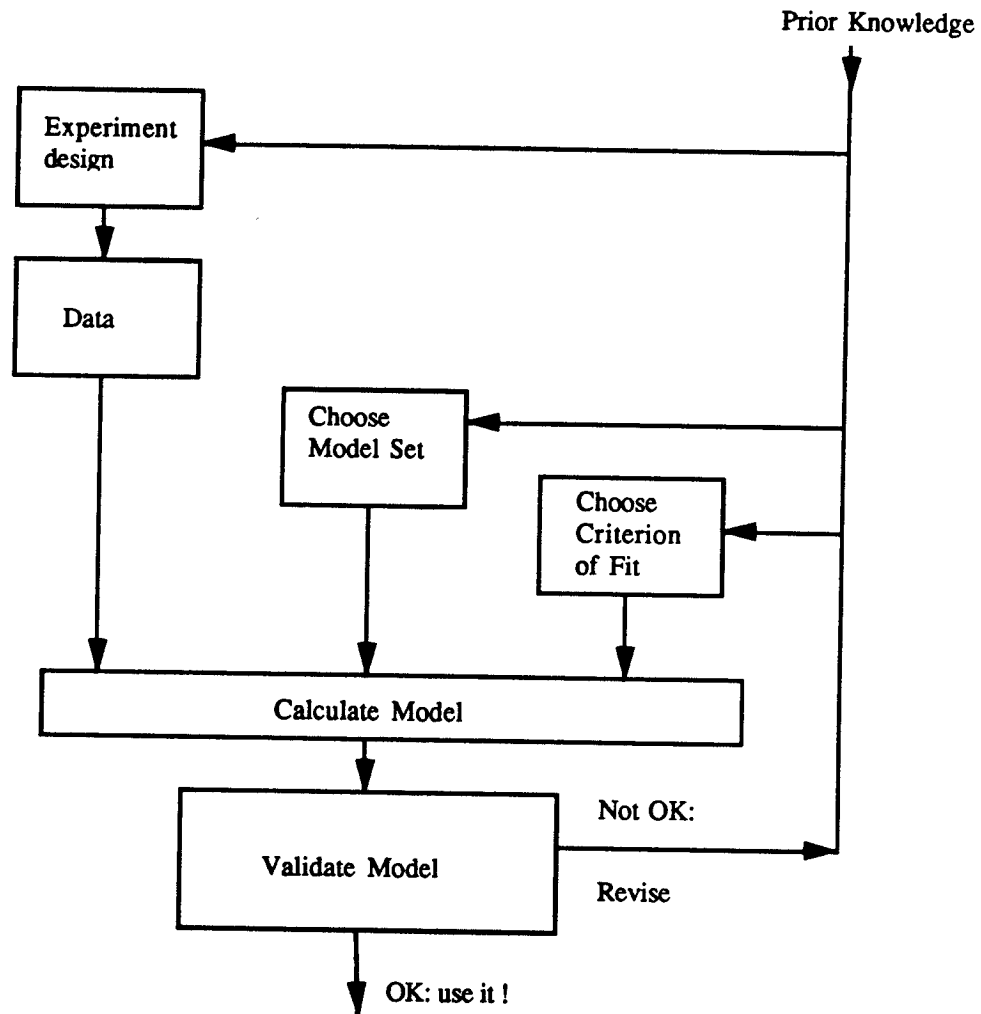 Prior Knowledge
Experiment
design
Data
Choose
Model Set
Choose
Criterion
of Fit
Calculate Model
Validate Model
Not OK:
Revise
OK: use it !